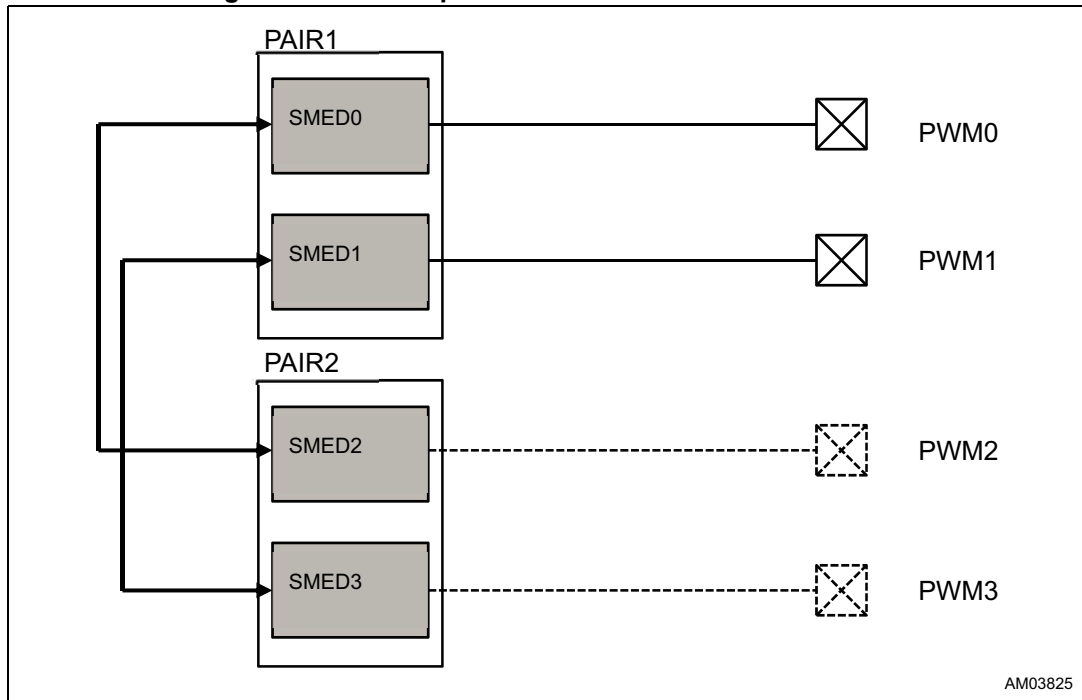 PAIR1
SMED0
PWM0
SMED1
PWM1
PAIR2
SMED2
PWM2
SMED3
PWM3
AM03825